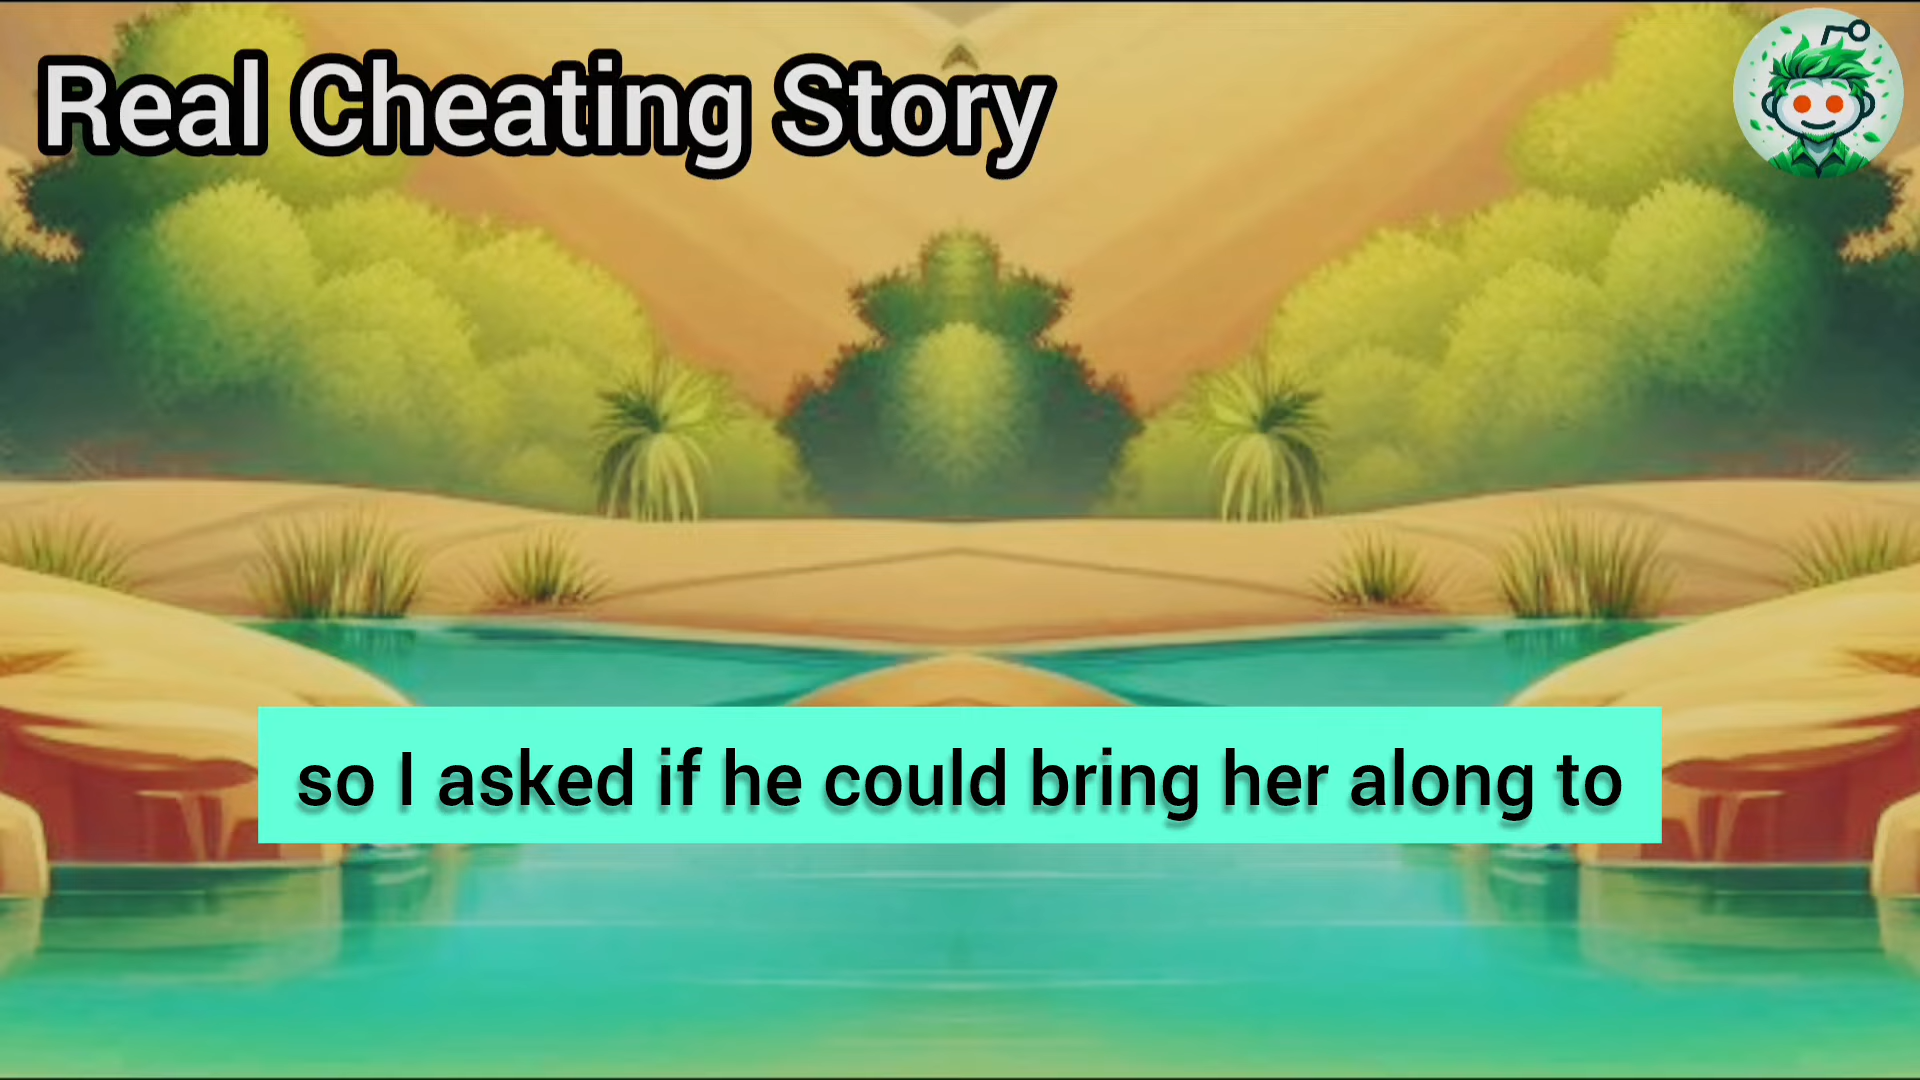 Real Cheating Story
so I asked if he could bring her along to